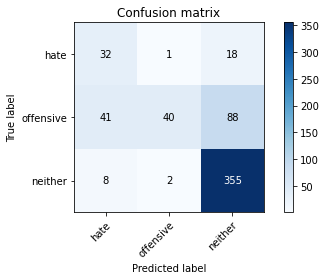 Confusion matrix
True label
hate 32 1 18
offensive 41 40 88
neither 8 2 355
hate offensive neither
Predicted label
350
300
250
200
150
100
50